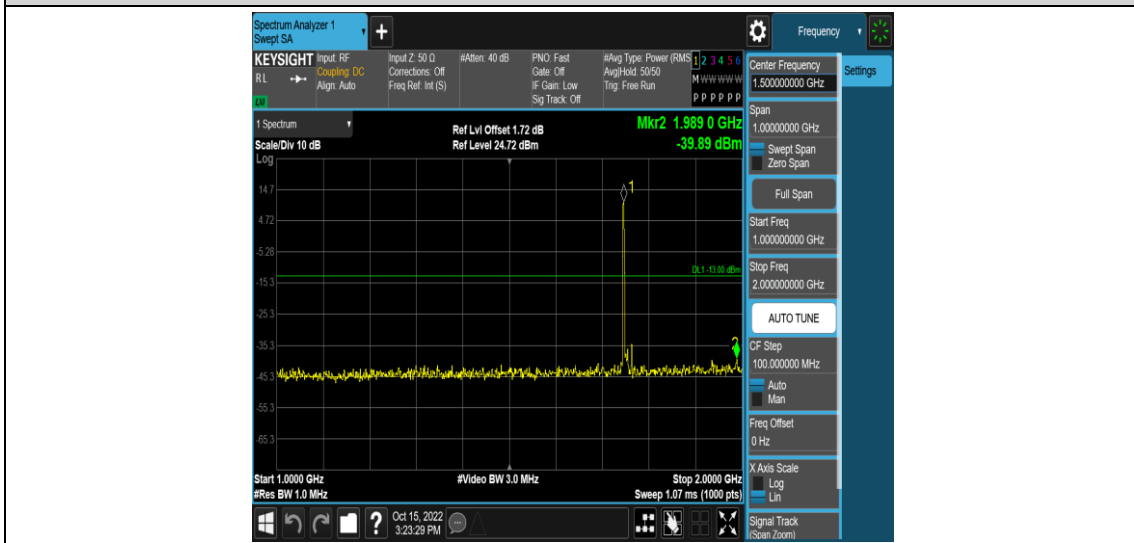 Spectrum Analyzer 1
Swept SA
Frequency
KEYSIGHT
RL
LXI
Input: RF
Coupling: DC
Align: Auto
Input Z: 50 Ω
Corrections: Off
Freq Ref: Int (S)
#Atten: 40 dB
PNO: Fast
Gate: Off
IF Gain: Low
Sig Track: Off
#Avg Type: Power (RMS
Avg|Hold: 50/50
Trig: Free Run
1 2 3 4 5 6
M W W W W W
P P P P P P
1 Spectrum
Scale/Div 10 dB
Ref Lvl Offset 1.72 dB
Ref Level 24.72 dBm
Mkr2 1.989 0 GHz
-39.89 dBm
Log
14.7
4.72
-5.28
-15.3
-25.3
-35.3
-45.3
-55.3
-65.3
1
DL1 -13.00 dBm
2
Start 1.0000 GHz
#Res BW 1.0 MHz
#Video BW 3.0 MHz
Stop 2.0000 GHz
Sweep 1.07 ms (1000 pts)
Center Frequency
1.500000000 GHz
Settings
Span
1.00000000 GHz
Swept Span
Zero Span
Full Span
Start Freq
1.000000000 GHz
Stop Freq
2.000000000 GHz
AUTO TUNE
CF Step
100.000000 MHz
Auto
Man
Freq Offset
0 Hz
X Axis Scale
Log
Lin
Signal Track
(Span Zoom)
?
Oct 15, 2022
3:23:29 PM